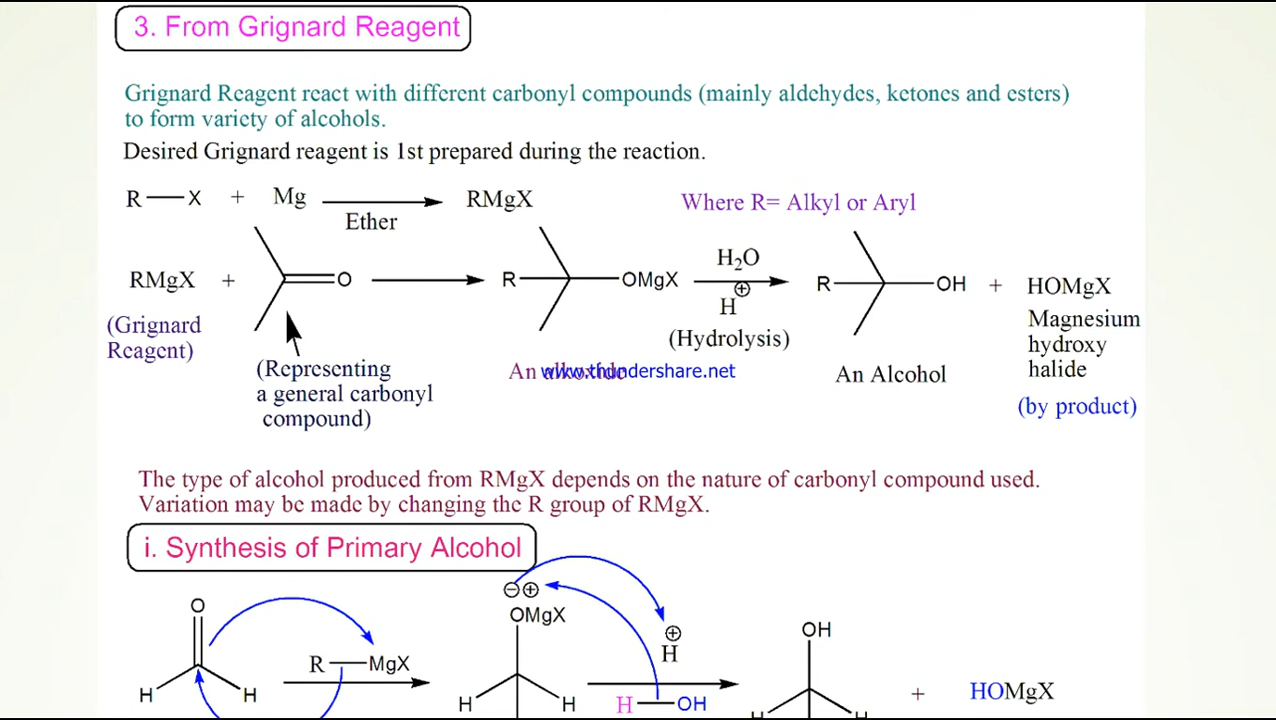 3. From Grignard Reagent
Grignard Reagent react with different carbonyl compounds (mainly aldehydes, ketones and esters)
to form variety of alcohols.
Desired Grignard reagent is 1st prepared during the reaction.
R—X + Mg Ether RMgX Where R= Alkyl or Aryl
RMgX + O R OMgX H₂O H⊕ R OH + HOMgX
(Grignard Reagent)
(Representing
a general carbonyl
compound)
An alkoxide
www.thundershare.net
(Hydrolysis)
An Alcohol
Magnesium
hydroxy
halide
(by product)
The type of alcohol produced from RMgX depends on the nature of carbonyl compound used.
Variation may be made by changing the R group of RMgX.
i. Synthesis of Primary Alcohol
O H H
R—MgX
⊖⊕
OMgX
H H
⊕
H
H—OH
OH
H H
+ HOMgX